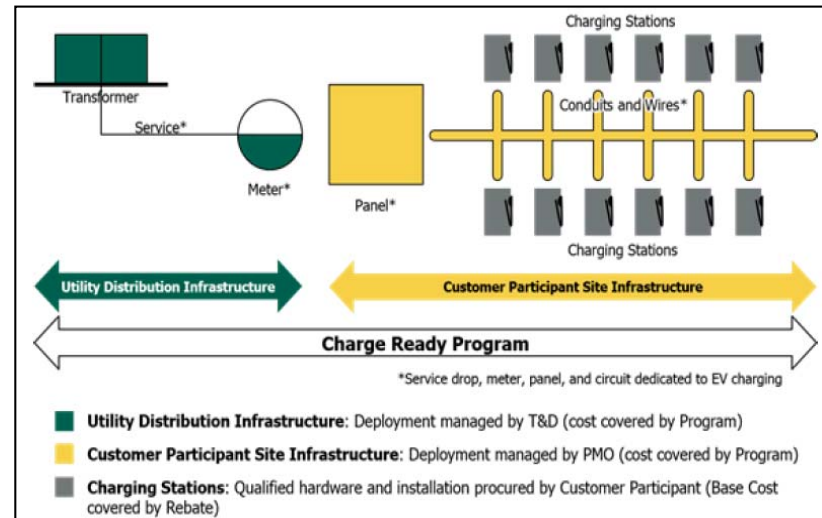 Charging Stations
Transformer
Service*
Conduits and Wires*
Meter*
Panel*
Charging Stations
Utility Distribution Infrastructure
Customer Participant Site Infrastructure
Charge Ready Program
*Service drop, meter, panel, and circuit dedicated to EV charging
Utility Distribution Infrastructure: Deployment managed by T&D (cost covered by Program)
Customer Participant Site Infrastructure: Deployment managed by PMO (cost covered by Program)
Charging Stations: Qualified hardware and installation procured by Customer Participant (Base Cost
covered by Rebate)